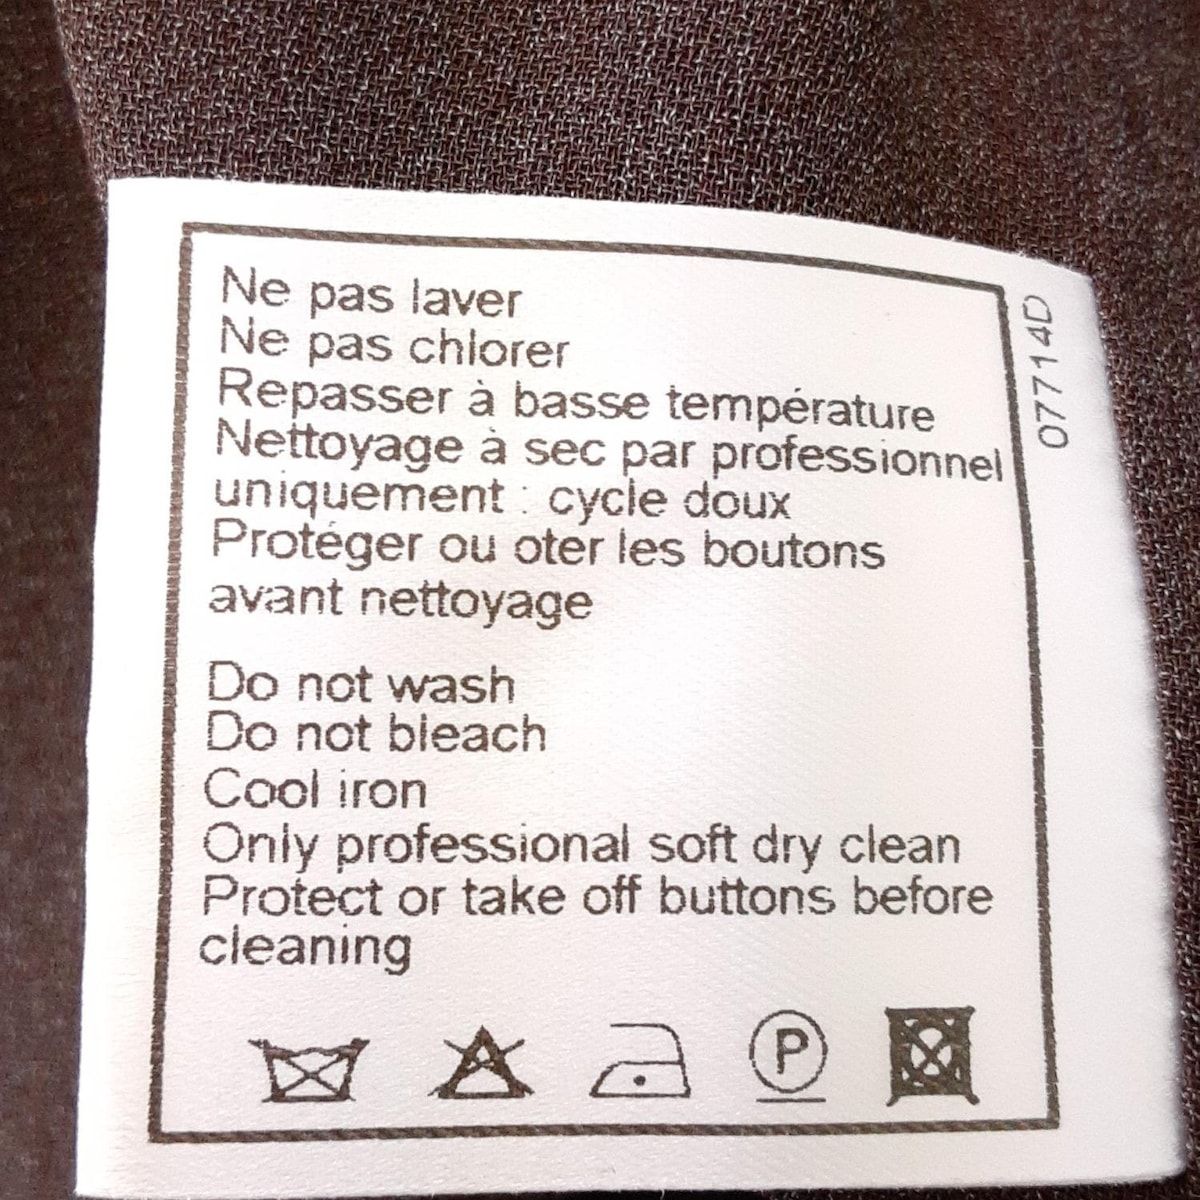 Ne pas laver
Ne pas chlorer
Repasser à basse température
Nettoyage à sec par professionnel
uniquement : cycle doux
Protéger ou oter les boutons
avant nettoyage
Do not wash
Do not bleach
Cool iron
Only professional soft dry clean
Protect or take off buttons before
cleaning
P
07714D